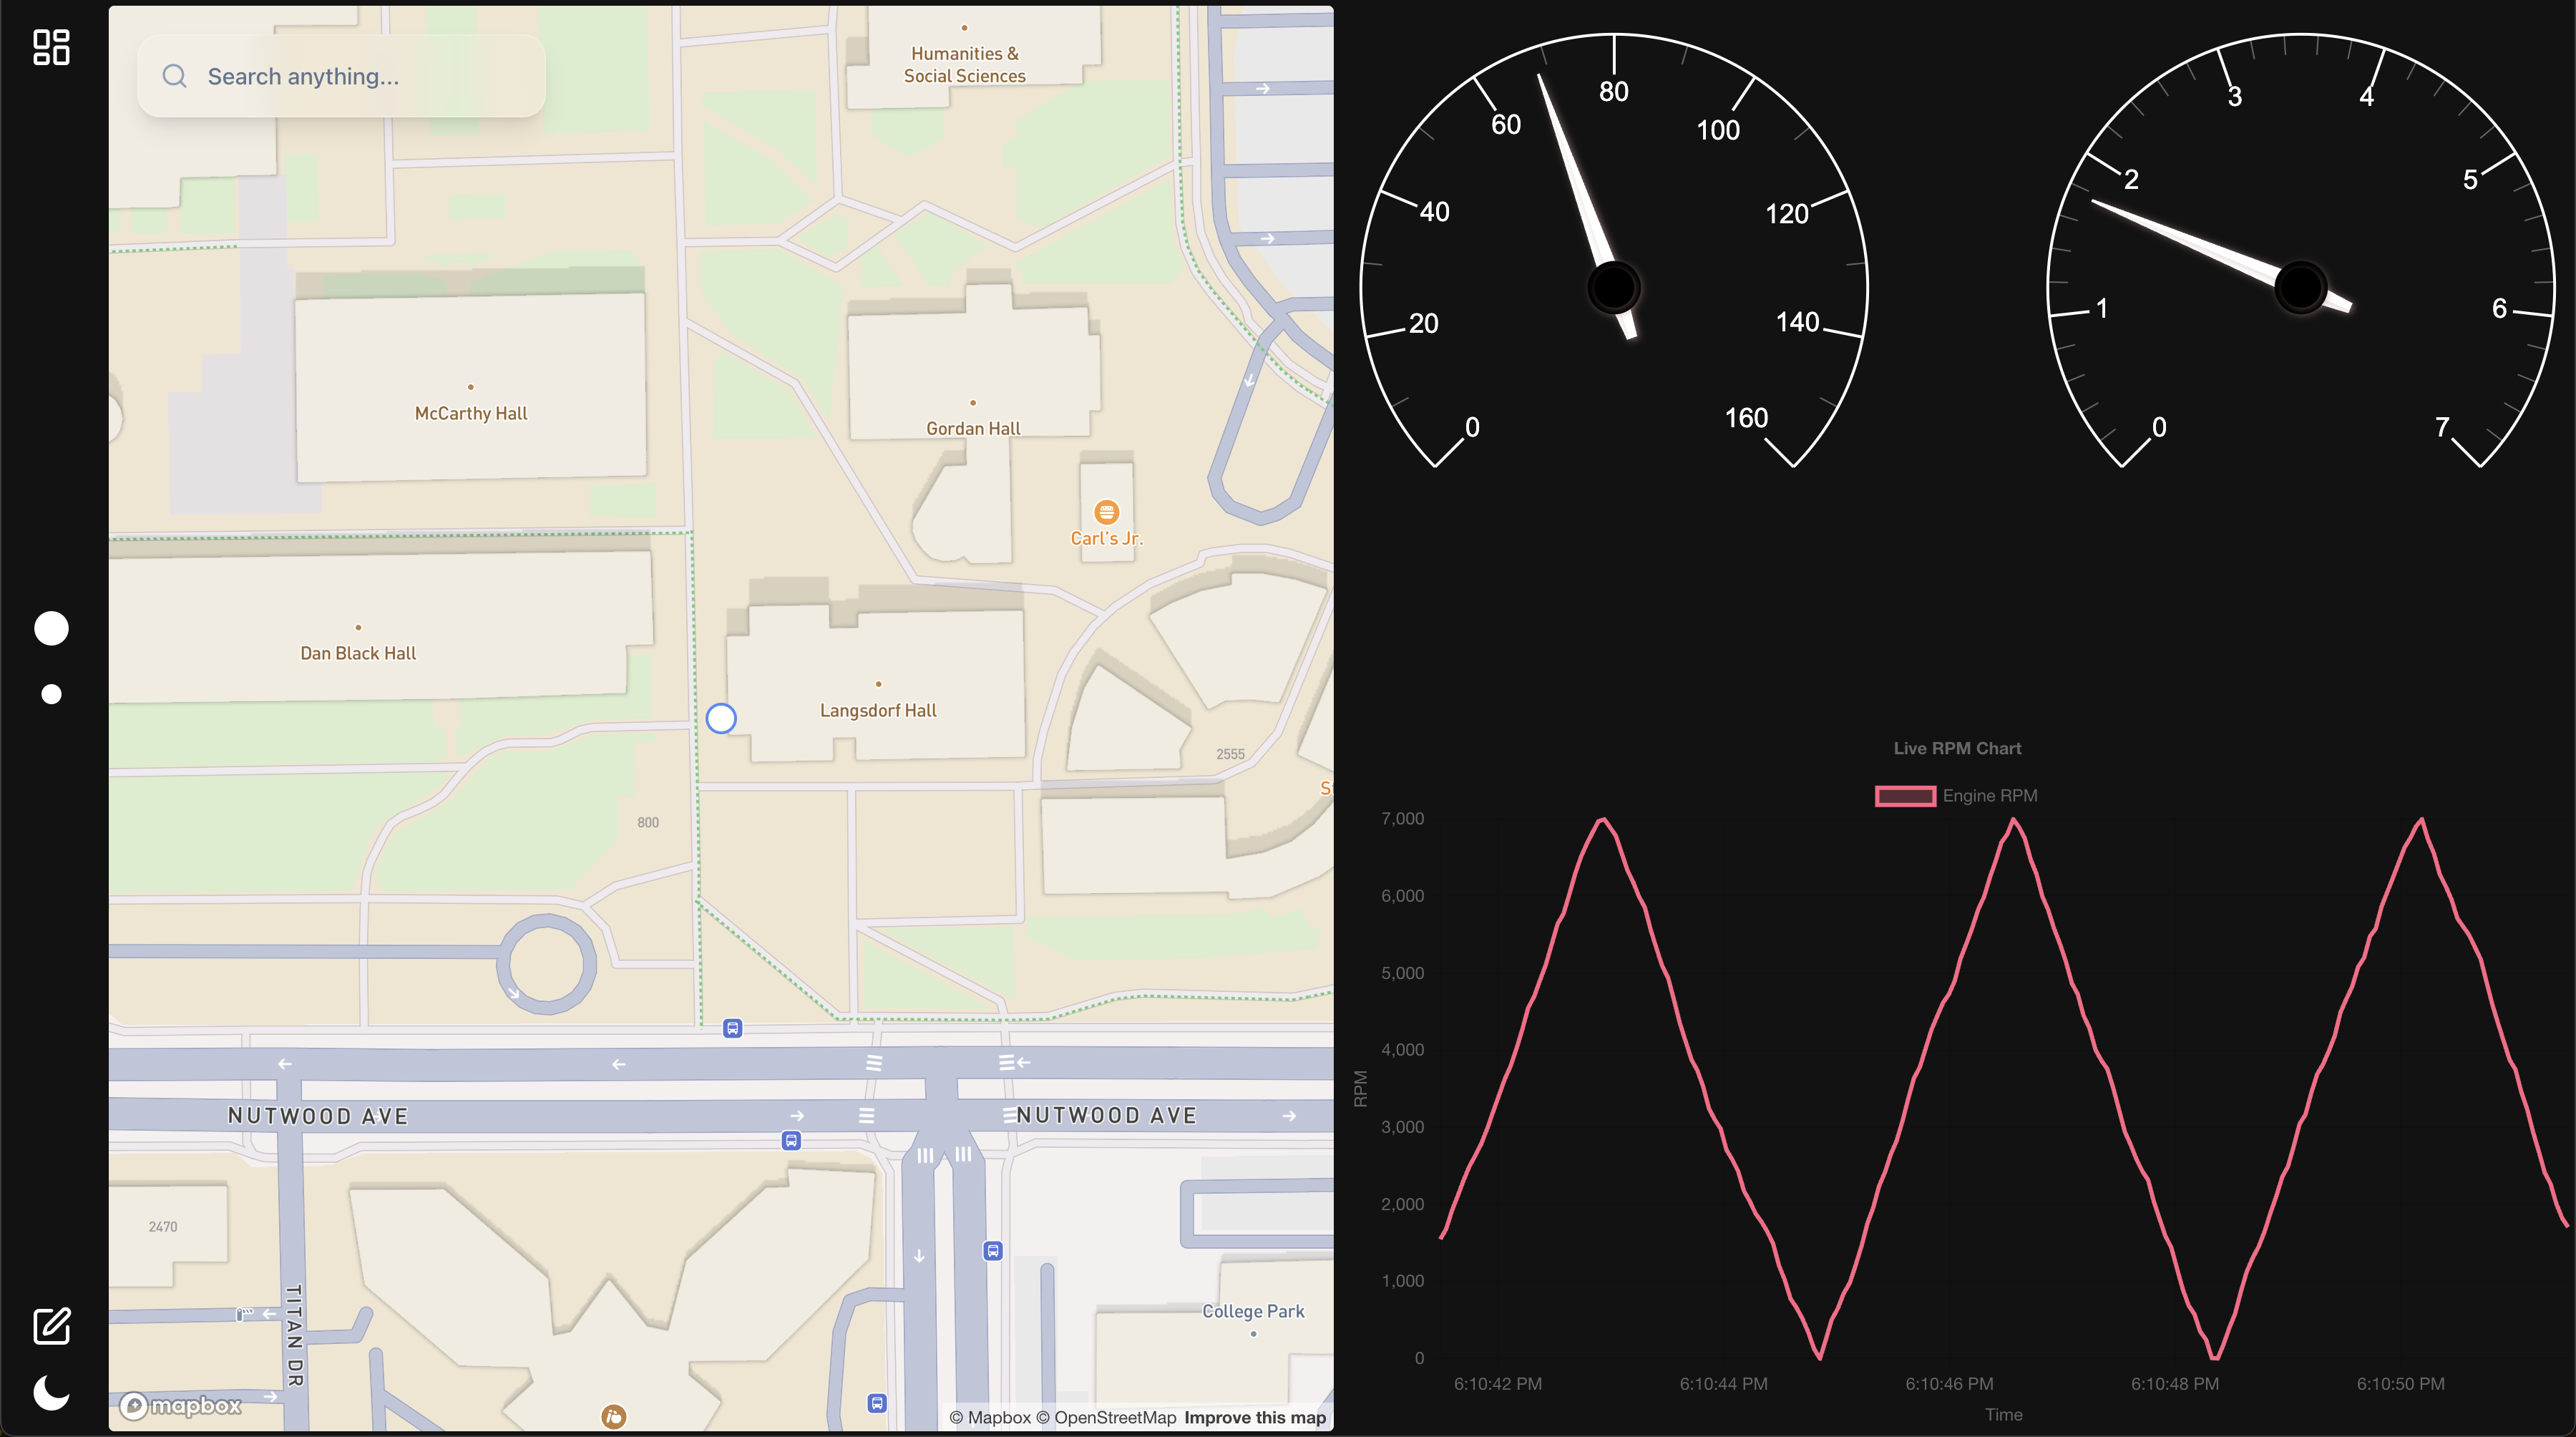 Search anything...
Humanities &
Social Sciences
McCarthy Hall
Gordan Hall
Carl's Jr.
Dan Black Hall
Langsdorf Hall
2555
800
NUTWOOD AVE
NUTWOOD AVE
2470
TITAN DR
College Park
mapbox
© Mapbox © OpenStreetMap Improve this map
0
20
40
60
80
100
120
140
160
0
1
2
3
4
5
6
7
Live RPM Chart
Engine RPM
7,000
6,000
5,000
4,000
3,000
2,000
1,000
0
RPM
6:10:42 PM
6:10:44 PM
6:10:46 PM
6:10:48 PM
6:10:50 PM
Time